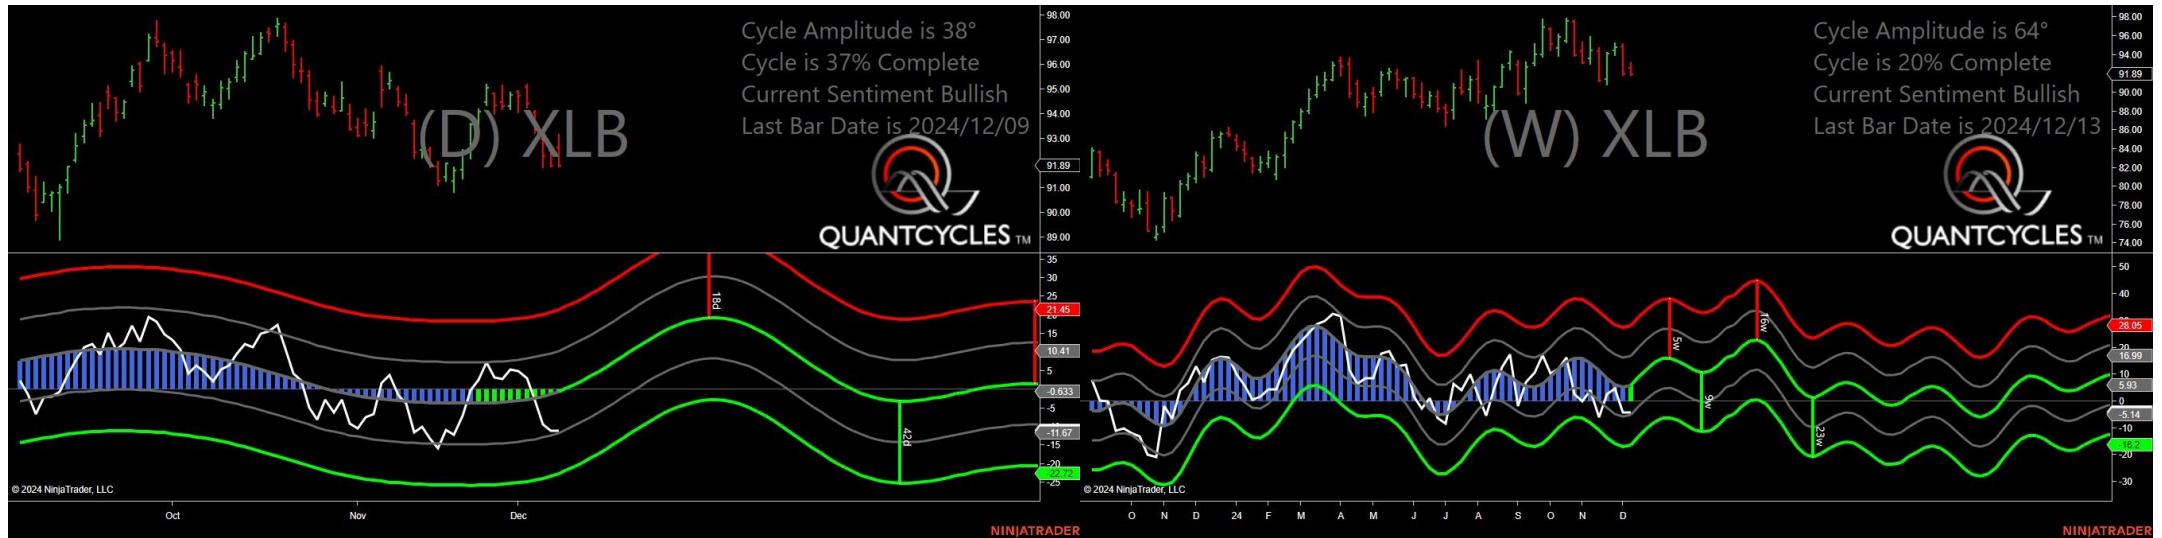 Cycle Amplitude is 38°
Cycle is 37% Complete
Current Sentiment Bullish
Last Bar Date is 2024/12/09
(D) XLB
QUANTCYCLES TM
98.00
97.00
96.00
95.00
94.00
93.00
91.89
91.00
90.00
89.00
35
30
25
21.45
20
15
10.41
5
-0.633
-5
-11.67
-15
-20
-22.72
-25
18d
42d
© 2024 NinjaTrader, LLC
Oct Nov Dec
NINJATRADER
Cycle Amplitude is 64°
Cycle is 20% Complete
Current Sentiment Bullish
Last Bar Date is 2024/12/13
(W) XLB
QUANTCYCLES TM
98.00
96.00
94.00
91.89
90.00
88.00
86.00
84.00
82.00
80.00
78.00
76.00
74.00
50
40
28.05
20
16.99
10
5.93
0
-5.14
-10
-16.2
-20
-30
5w
9w
16w
23w
© 2024 NinjaTrader, LLC
O N D 24 F M A M J J A S O N D
NINJATRADER